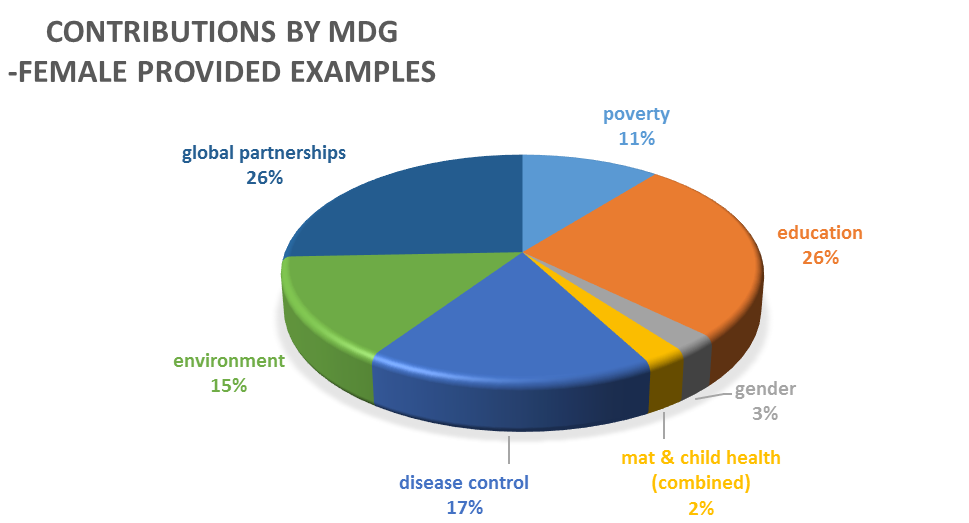 CONTRIBUTIONS BY MDG
-FEMALE PROVIDED EXAMPLES
poverty
11%
global partnerships
26%
education
26%
environment
15%
gender
3%
mat & child health
(combined)
2%
disease control
17%